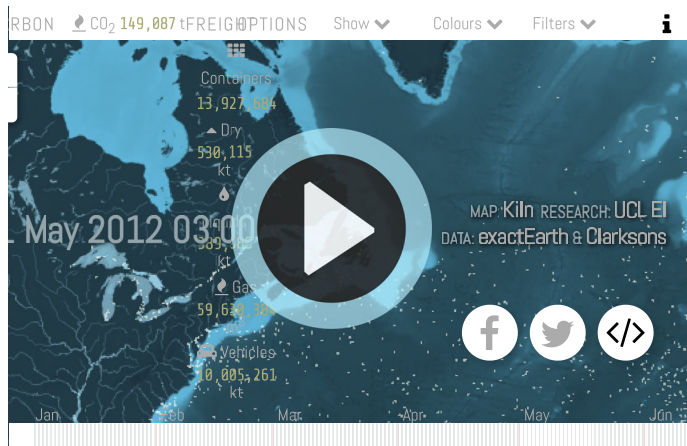 RBON CO2 149,087 t FREIGHT OPTIONS Show Colours Filters i
Containers
13,927,684
Dry
530,115
kt
May 2012 03:00
kt
Gas
kt
Vehicles
10,005,261
kt
MAP: Kiln RESEARCH: UCL EI
DATA: exactEarth & Clarksons
f </>
Jan Feb Mar Apr May Jun